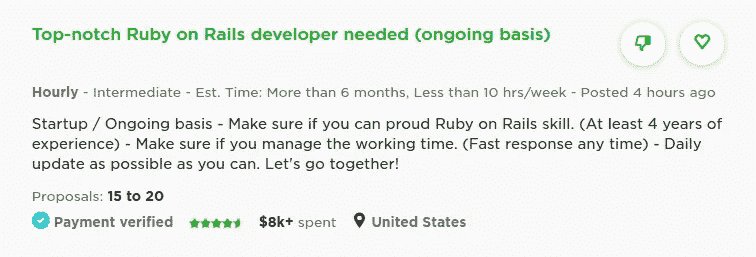 Top-notch Ruby on Rails developer needed (ongoing basis)
Hourly - Intermediate - Est. Time: More than 6 months, Less than 10 hrs/week - Posted 4 hours ago
Startup / Ongoing basis - Make sure if you can proud Ruby on Rails skill. (At least 4 years of
experience) - Make sure if you manage the working time. (Fast response any time) - Daily
update as possible as you can. Let's go together!
Proposals: 15 to 20
Payment verified $8k+ spent United States